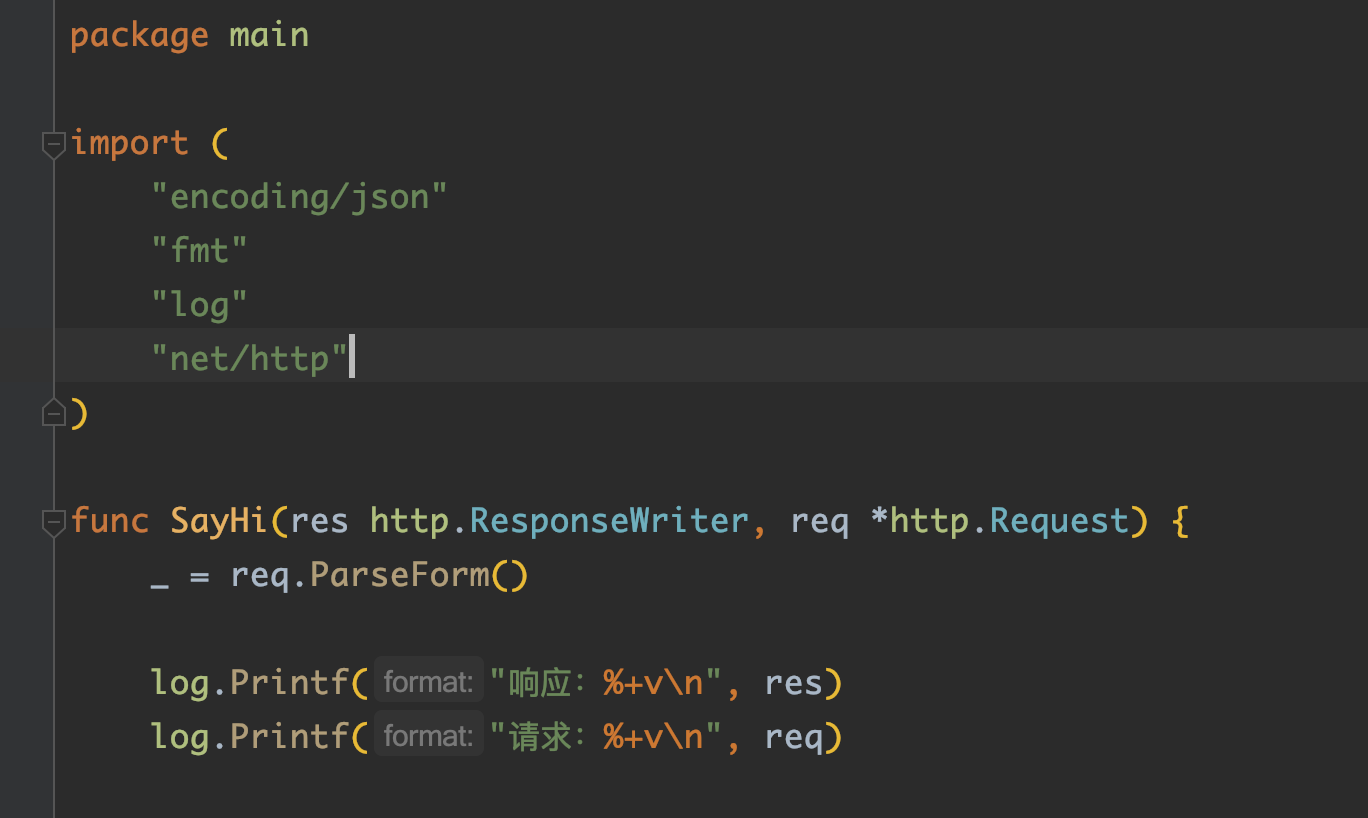 package main
import (
"encoding/json"
"fmt"
"log"
"net/http"
)
func SayHi(res http.ResponseWriter, req *http.Request) {
_ = req.ParseForm()
log.Printf( format: "响应：%+v\n", res)
log.Printf( format: "请求：%+v\n", req)